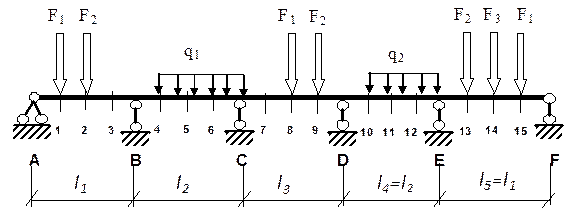 F₁ F₂ F₁ F₂ F₂ F₃ F₁
q₁ q₂
1 2 3 4 5 6 7 8 9 10 11 12 13 14 15
A B C D E F
l₁ l₂ l₃ l₄=l₂ l₅=l₁